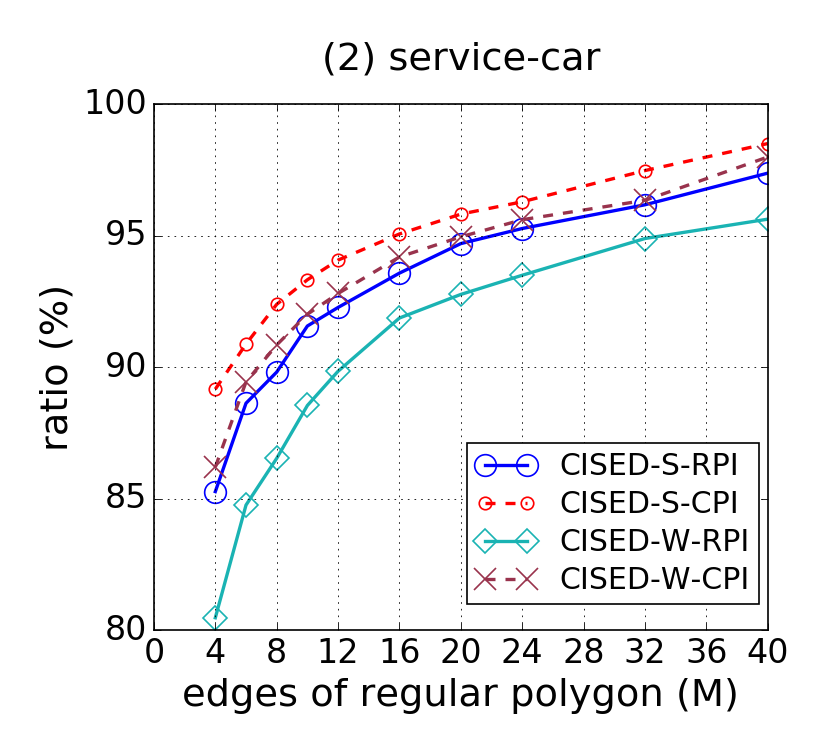 (2) service-car
100
95
90
85
80
ratio (%)
0 4 8 12 16 20 24 28 32 36 40
edges of regular polygon (M)
CISED-S-RPI
CISED-S-CPI
CISED-W-RPI
CISED-W-CPI